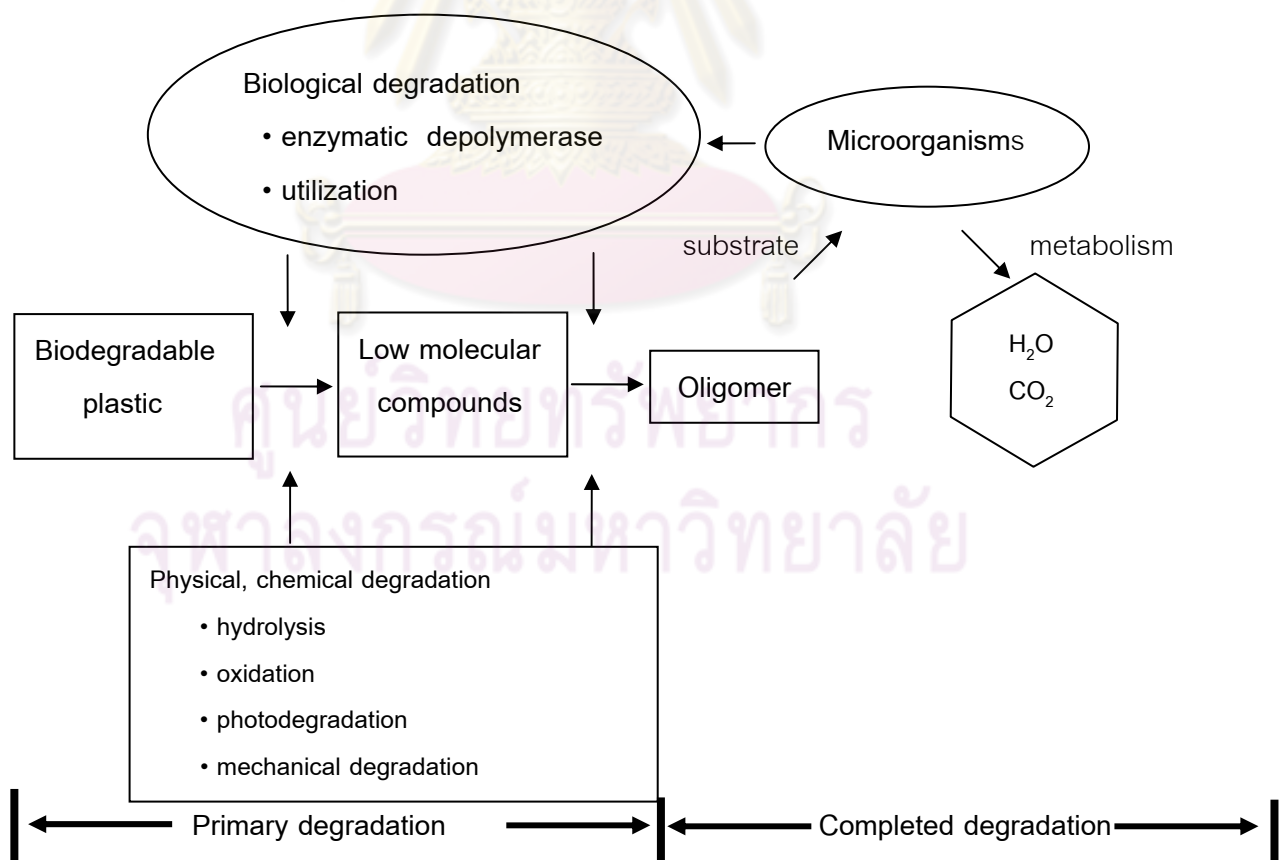 Biological degradation
• enzymatic depolymerase
• utilization
Microorganisms
substrate
metabolism
Biodegradable
plastic
Low molecular
compounds
Oligomer
H₂O
CO₂
ศูนย์วิทยทรัพยากร
จุฬาลงกรณ์มหาวิทยาลัย
Physical, chemical degradation
• hydrolysis
• oxidation
• photodegradation
• mechanical degradation
Primary degradation
Completed degradation